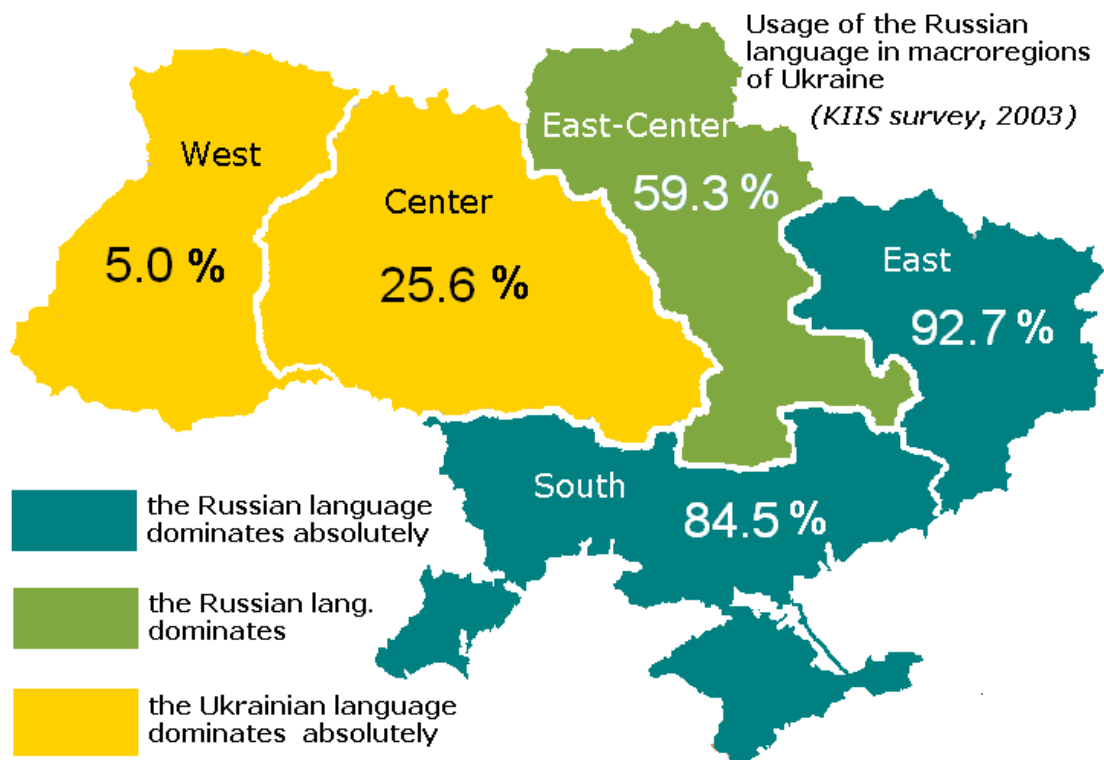 Usage of the Russian
language in macroregions
of Ukraine
(KIIS survey, 2003)
West
5.0 %
Center
25.6 %
East-Center
59.3 %
East
92.7 %
South
84.5 %
the Russian language
dominates absolutely
the Russian lang.
dominates
the Ukrainian language
dominates absolutely